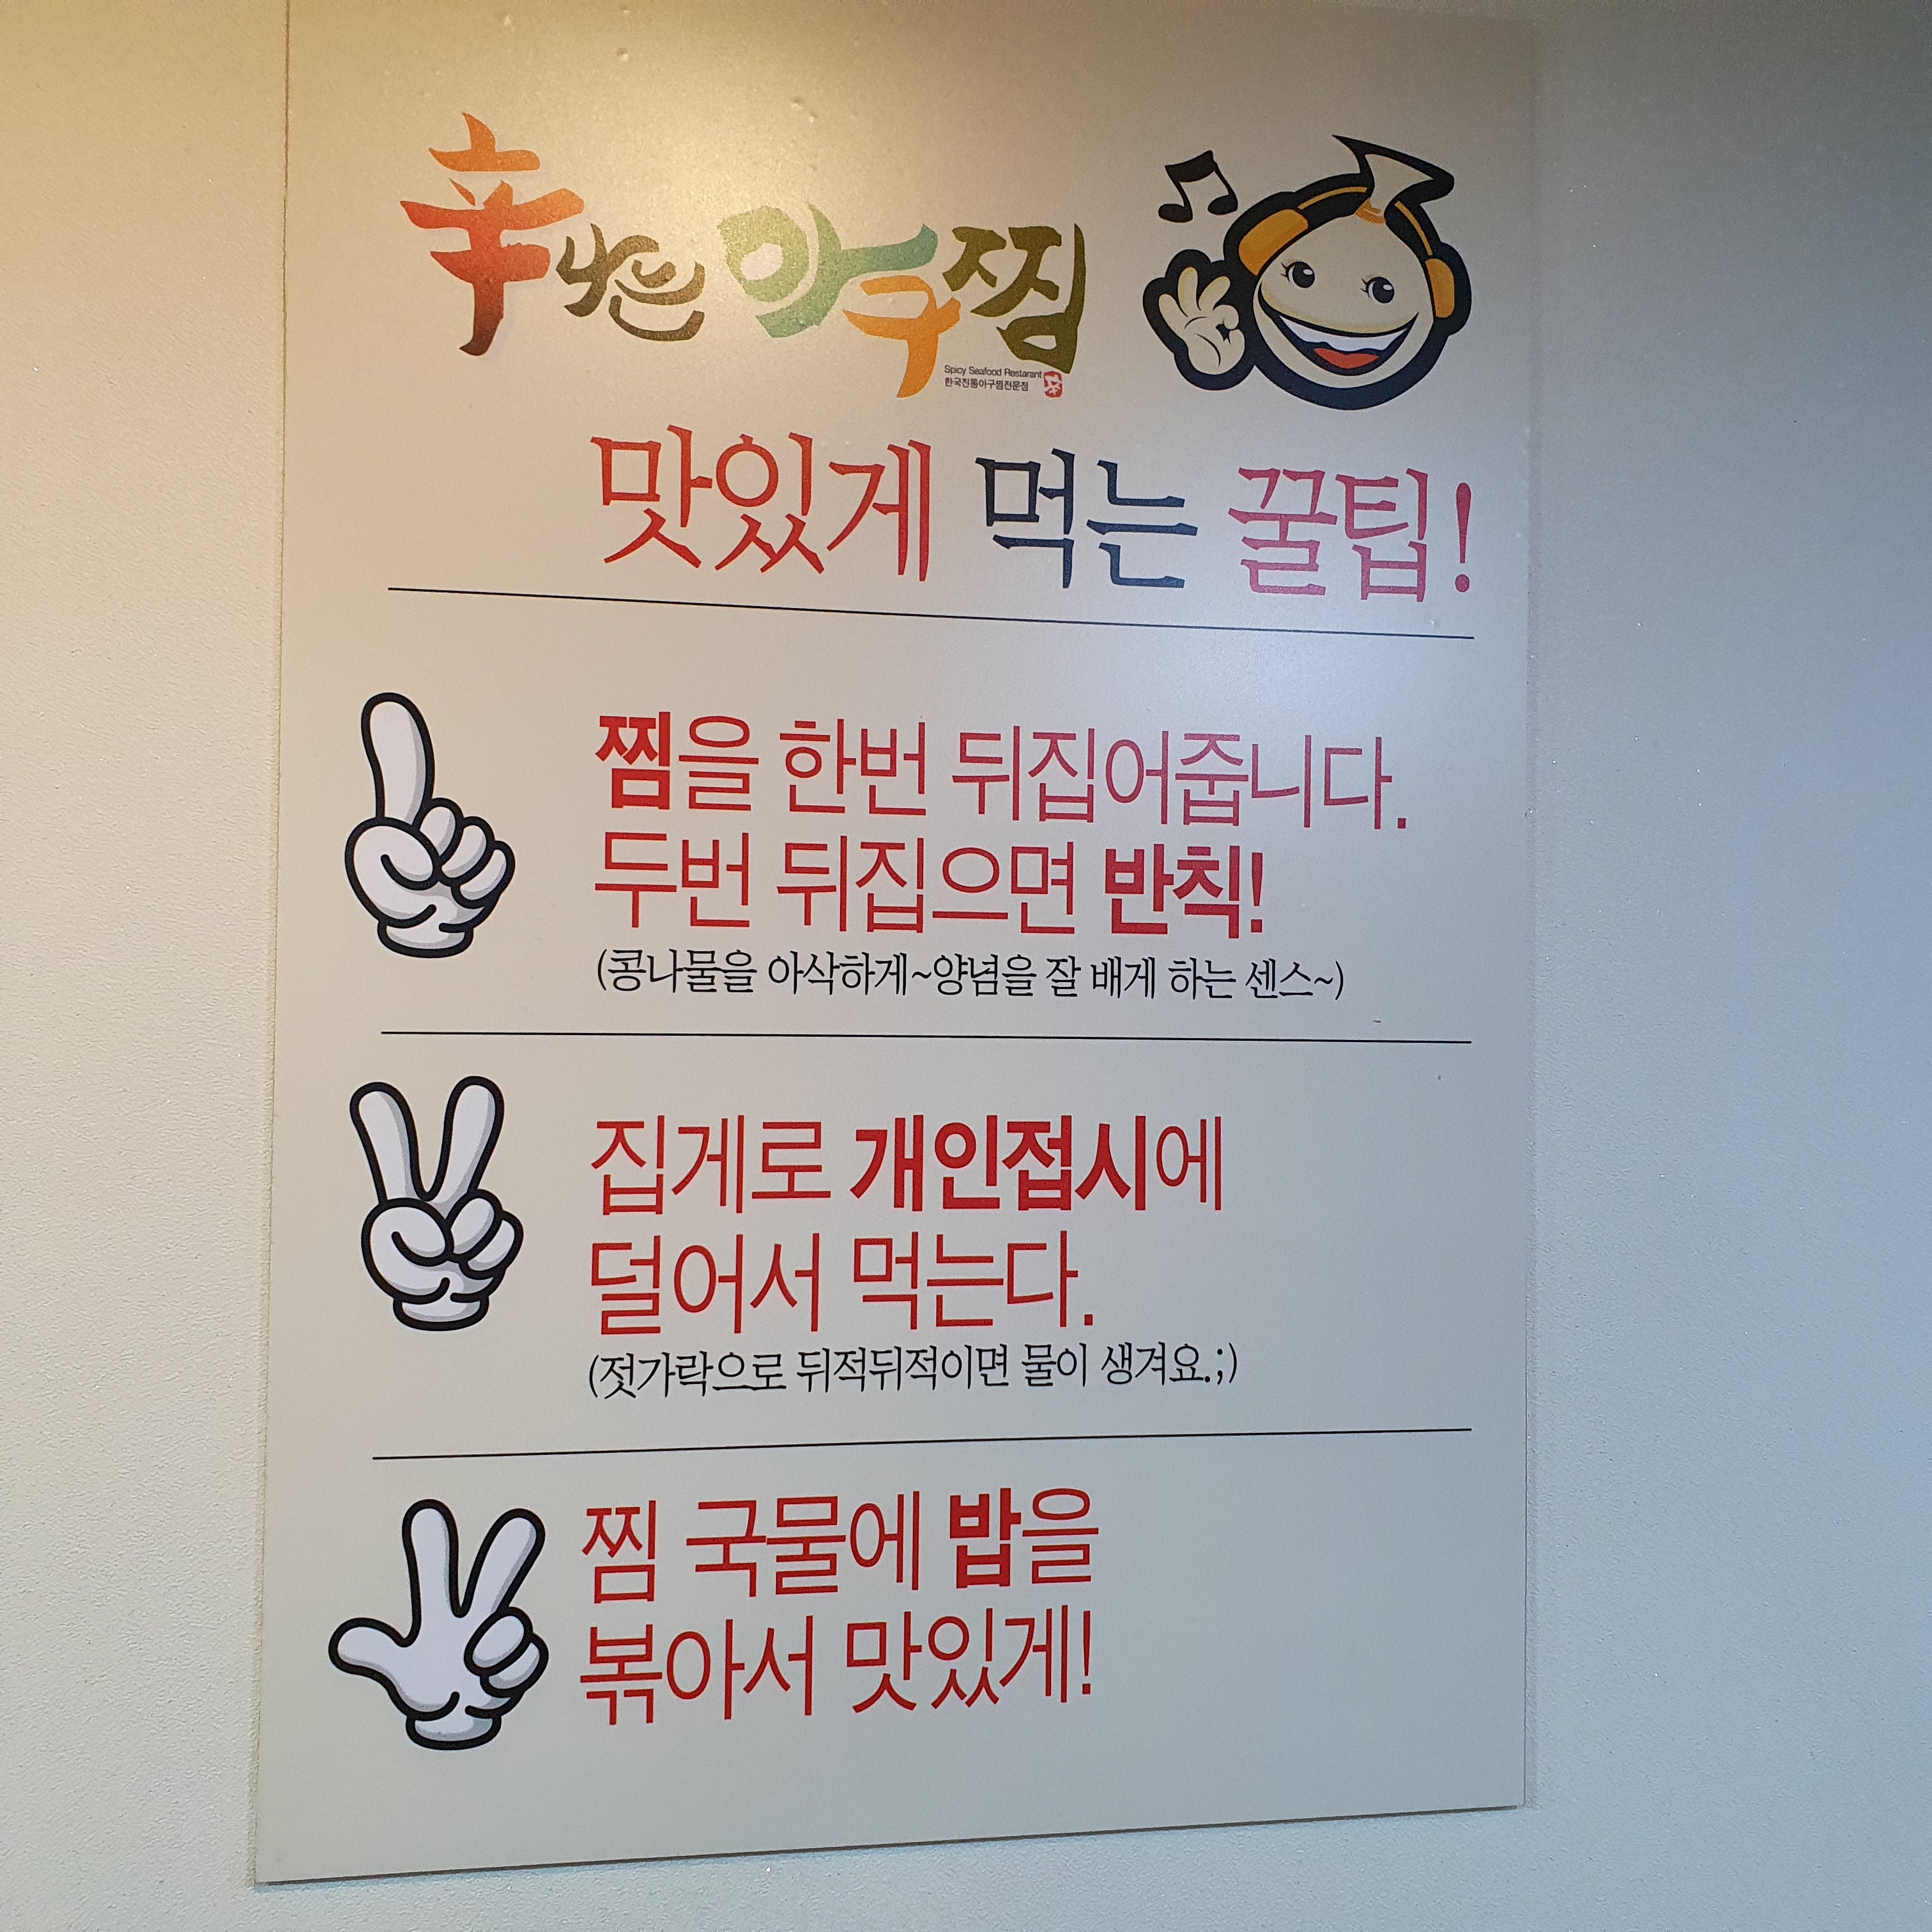 辛나는 아구찜
Spicy Seafood Restarant
한국전통아구찜전문점
맛있게 먹는 꿀팁!
찜을 한번 뒤집어줍니다.
두번 뒤집으면 반칙!
(콩나물을 아삭하게~양념을 잘 배게 하는 센스~)
집게로 개인접시에
덜어서 먹는다.
(젓가락으로 뒤적뒤적이면 물이 생겨요.;)
찜 국물에 밥을
볶아서 맛있게!